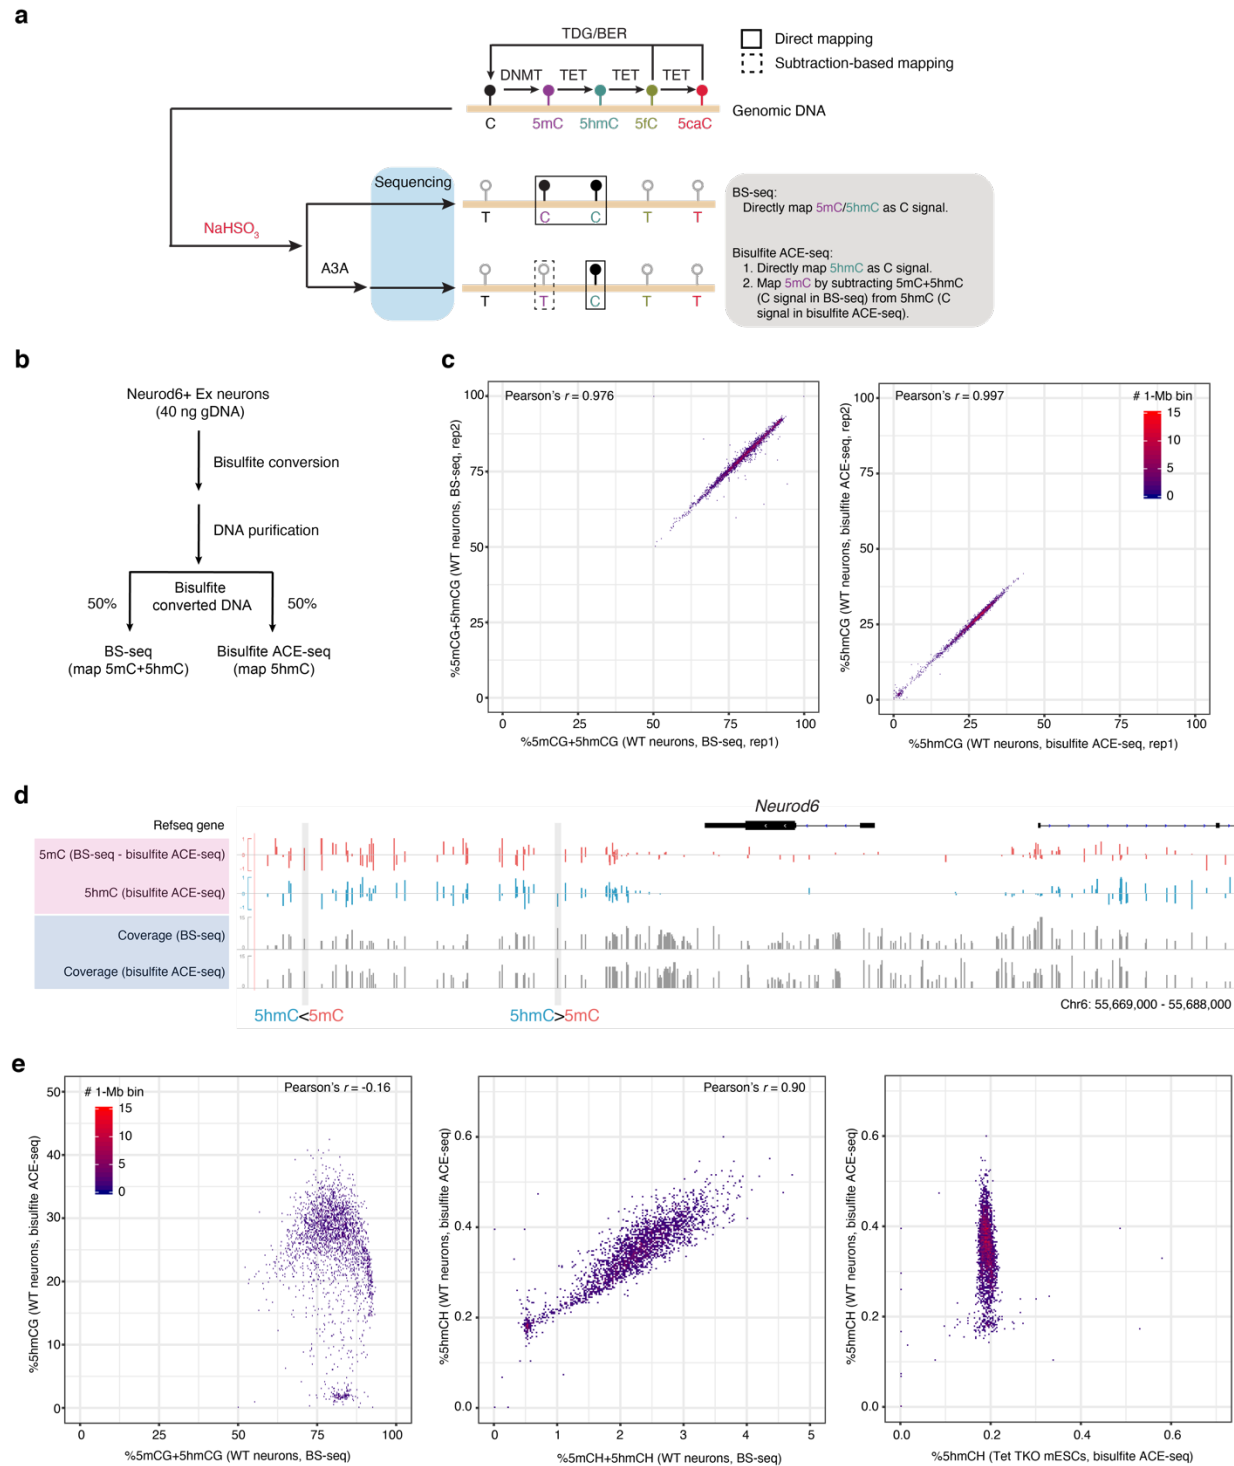 a
TDG/BER
DNMT TET TET TET
C 5mC 5hmC 5fC 5caC
Genomic DNA
Direct mapping
Subtraction-based mapping
Sequencing
NaHSO3
A3A
T C C T T
T T C T T
BS-seq:
Directly map 5mC/5hmC as C signal.
Bisulfite ACE-seq:
1. Directly map 5hmC as C signal.
2. Map 5mC by subtracting 5mC+5hmC
(C signal in BS-seq) from 5hmC (C
signal in bisulfite ACE-seq).
b
Neurod6+ Ex neurons
(40 ng gDNA)
Bisulfite conversion
DNA purification
Bisulfite
converted DNA
50% 50%
BS-seq
(map 5mC+5hmC)
Bisulfite ACE-seq
(map 5hmC)
c
Pearson's r = 0.976
100
75
50
25
0
0 25 50 75 100
%5mCG+5hmCG (WT neurons, BS-seq, rep2)
%5mCG+5hmCG (WT neurons, BS-seq, rep1)
Pearson's r = 0.997
# 1-Mb bin
15
10
5
0
100
75
50
25
0
0 25 50 75 100
%5hmCG (WT neurons, bisulfite ACE-seq, rep2)
%5hmCG (WT neurons, bisulfite ACE-seq, rep1)
d
Neurod6
Refseq gene
5mC (BS-seq - bisulfite ACE-seq)
5hmC (bisulfite ACE-seq)
Coverage (BS-seq)
Coverage (bisulfite ACE-seq)
5hmC<5mC
5hmC>5mC
Chr6: 55,669,000 - 55,688,000
e
# 1-Mb bin
15
10
5
0
Pearson's r = -0.16
50
40
30
20
10
0
0 25 50 75 100
%5hmCG (WT neurons, bisulfite ACE-seq)
%5mCG+5hmCG (WT neurons, BS-seq)
Pearson's r = 0.90
0.6
0.4
0.2
0.0
0 1 2 3 4 5
%5hmCH (WT neurons, bisulfite ACE-seq)
%5mCH+5hmCH (WT neurons, BS-seq)
0.6
0.4
0.2
0.0
0.0 0.2 0.4 0.6
%5hmCH (WT neurons, bisulfite ACE-seq)
%5hmCH (Tet TKO mESCs, bisulfite ACE-seq)